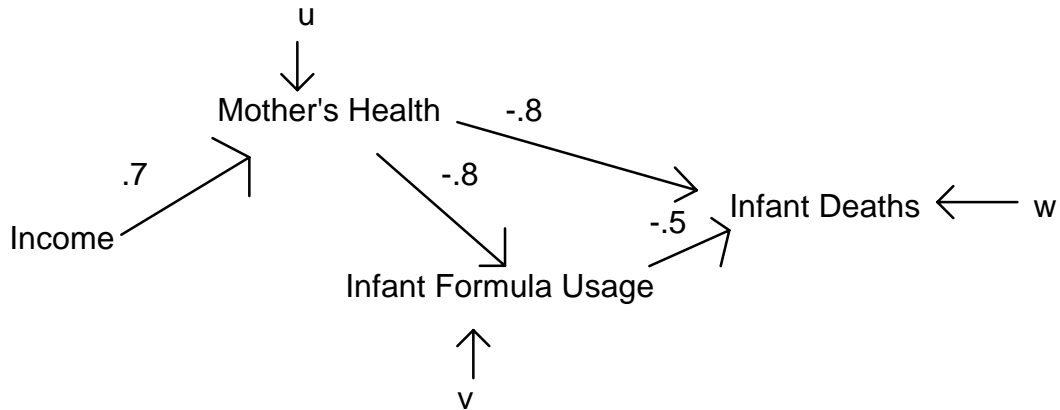 u
Mother's Health
-.8
.7
-.8
Infant Deaths
w
-.5
Income
Infant Formula Usage
v